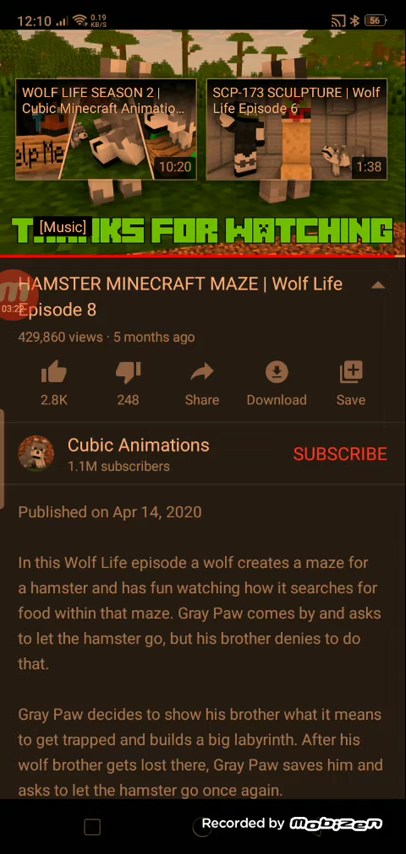 12:10 0.19 KB/S 56
WOLF LIFE SEASON 2 |
Cubic Minecraft Animatio...
10:20
SCP-173 SCULPTURE | Wolf
Life Episode 6
1:38
[Music]
FOR WATCHING
HAMSTER MINECRAFT MAZE | Wolf Life
Episode 8
03:22
429,860 views · 5 months ago
2.8K 248 Share Download Save
Cubic Animations
1.1M subscribers
SUBSCRIBE
Published on Apr 14, 2020
In this Wolf Life episode a wolf creates a maze for
a hamster and has fun watching how it searches for
food within that maze. Gray Paw comes by and asks
to let the hamster go, but his brother denies to do
that.
Gray Paw decides to show his brother what it means
to get trapped and builds a big labyrinth. After his
wolf brother gets lost there, Gray Paw saves him and
asks to let the hamster go once again.
Recorded by Mobizen